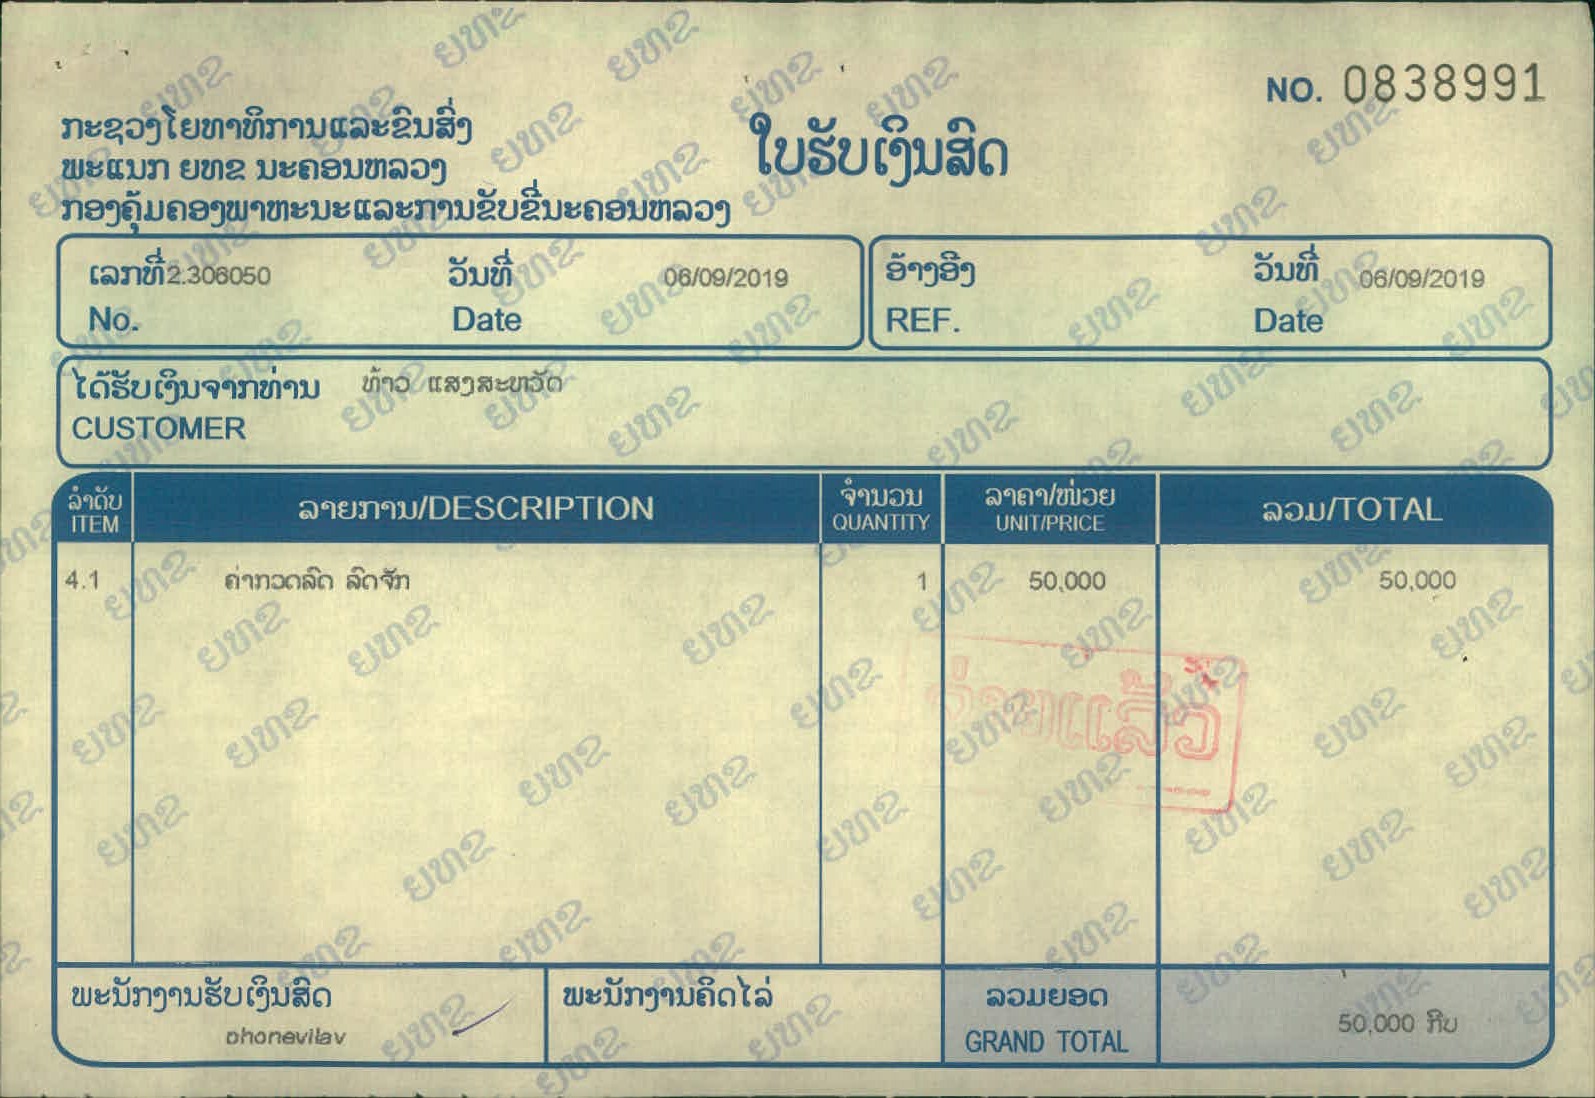 NO. 0838991
ກະຊວງໂຍທາທິການແລະຂົນສົ່ງ
ພະແນກ ຍທຂ ນະຄອນຫລວງ
ໃບຮັບເງິນສົດ
ກອງຄຸ້ມຄອງພາຫະນະແລະການຂັບຂີ່ນະຄອນຫລວງ
ເລກທີ່ 2.306050 ວັນທີ່ 06/09/2019 ອ້າງອີງ ວັນທີ່ 06/09/2019
No. Date REF. Date
ໄດ້ຮັບເງິນຈາກທ່ານ ທ້າວ ແສງສະຫວັດ
CUSTOMER
ລຳດັບ ລາຍການ/DESCRIPTION ຈຳນວນ ລາຄາ/ໜ່ວຍ ລວມ/TOTAL
ITEM QUANTITY UNIT/PRICE
4.1 ຄ່າກວດລົດ ລົດຈັກ 1 50,000 50,000
ຈ່າຍແລ້ວ
ພະນັກງານຮັບເງິນສົດ ພະນັກງານຄິດໄລ່ ລວມຍອດ
phonevilay GRAND TOTAL 50,000 ກີບ